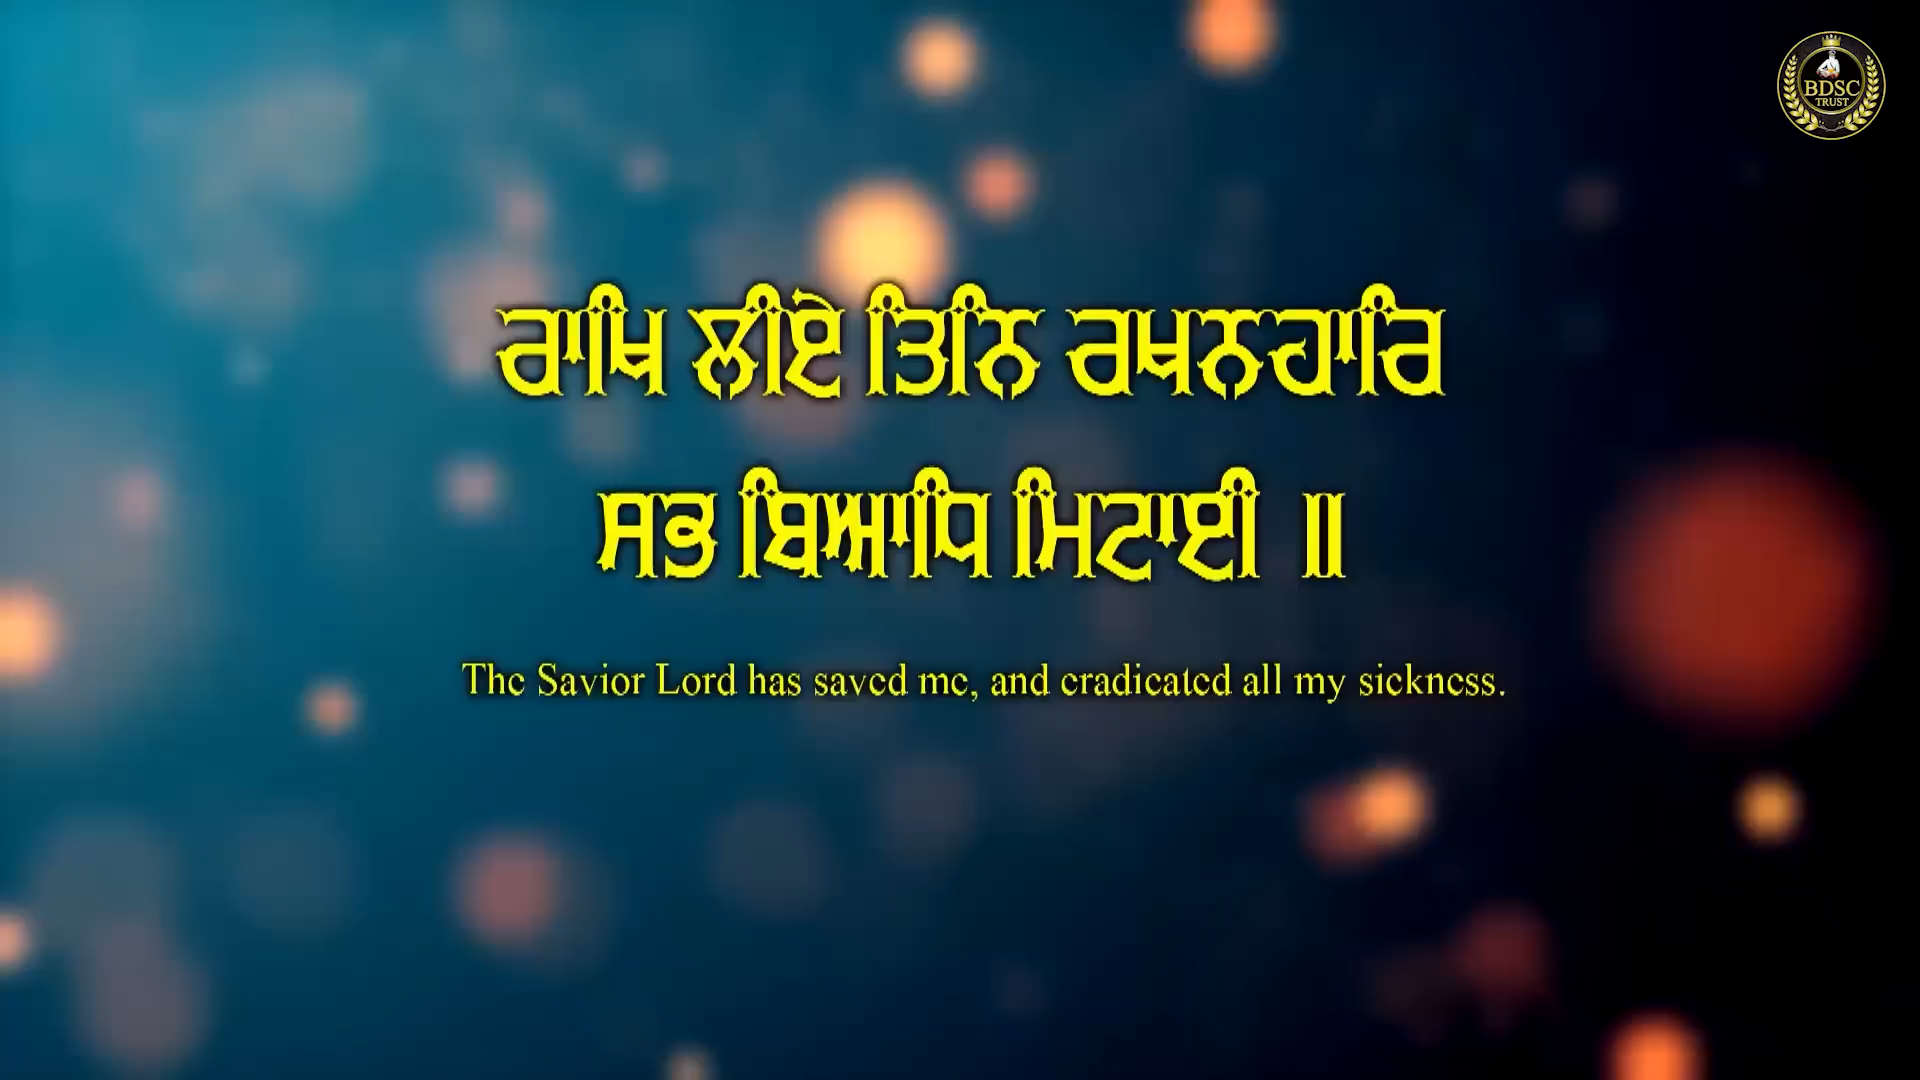 BDSC
TRUST
ਰਾਖਿ ਲੀਏ ਤਿਨਿ ਰਖਨਹਾਰਿ
ਸਭ ਬਿਆਧਿ ਮਿਟਾਈ ॥
The Savior Lord has saved me, and eradicated all my sickness.